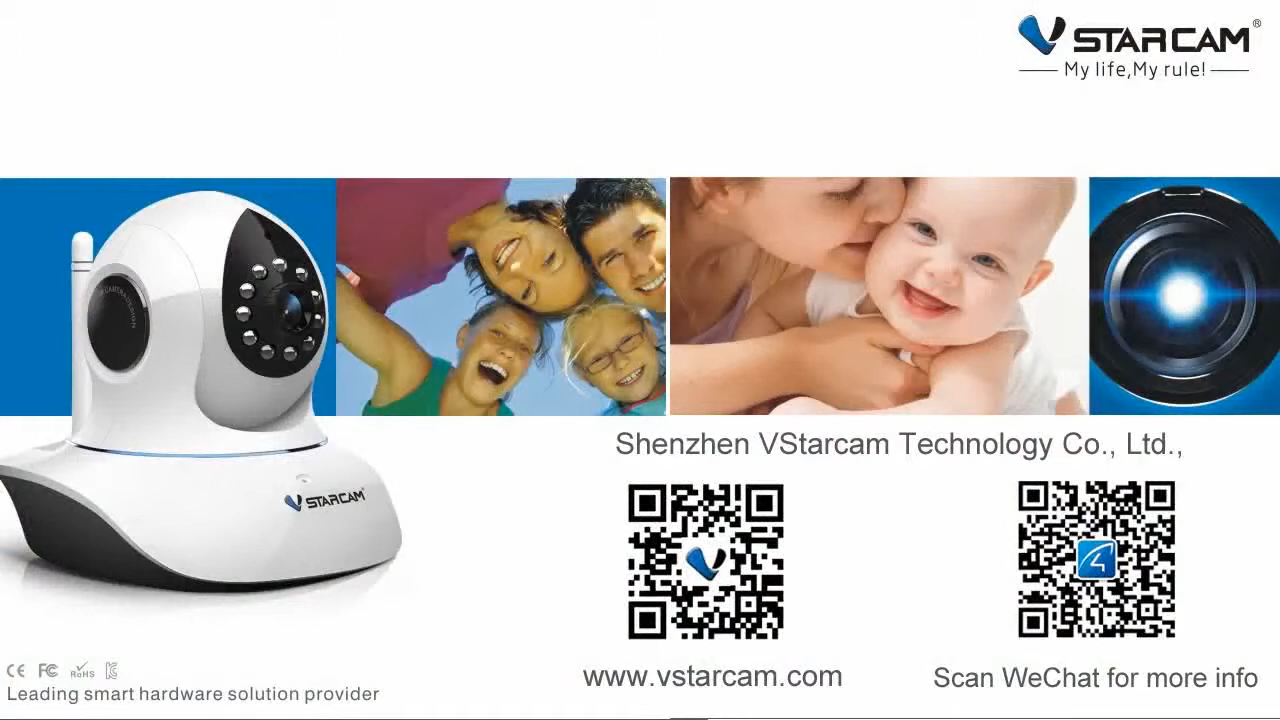 VSTARCAM®
My life,My rule!
Shenzhen VStarcam Technology Co., Ltd.,
VSTARCAM
www.vstarcam.com
Scan WeChat for more info
CE FC RoHS
Leading smart hardware solution provider